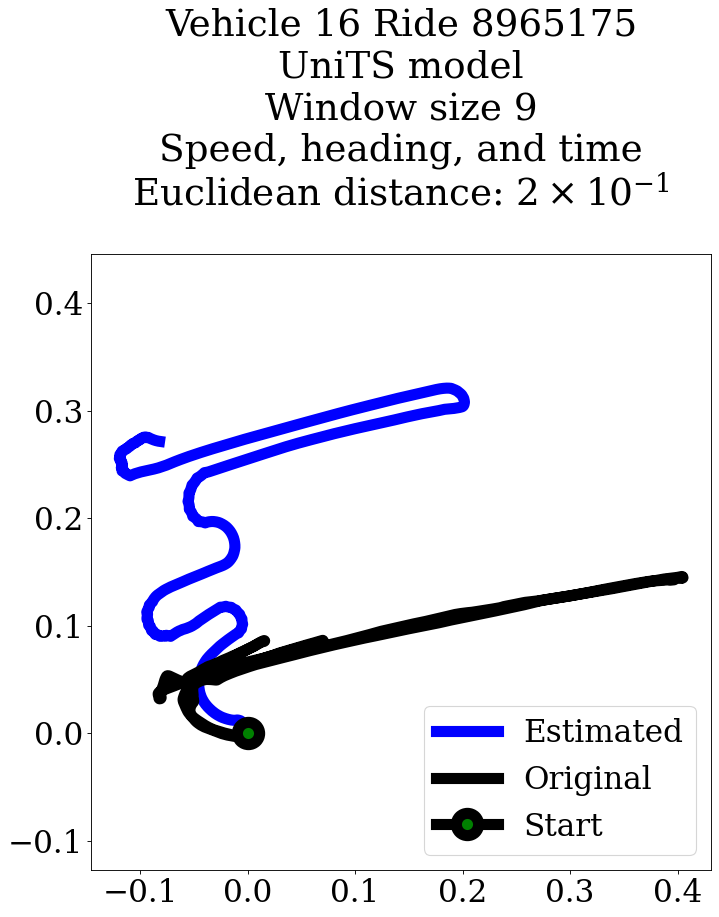 Vehicle 16 Ride 8965175
UniTS model
Window size 9
Speed, heading, and time
Euclidean distance: $2 \times 10^{-1}$
0.4
0.3
0.2
0.1
0.0
−0.1
Estimated
Original
Start
−0.1 0.0 0.1 0.2 0.3 0.4